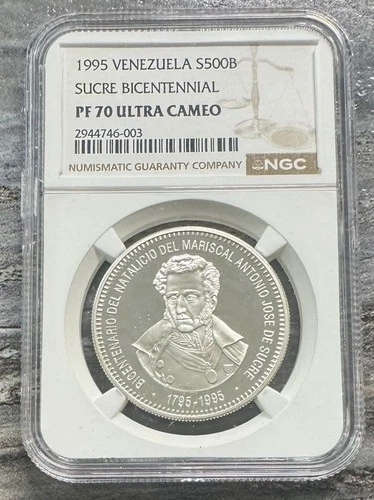 1995 VENEZUELA S500B
SUCRE BICENTENNIAL
PF 70 ULTRA CAMEO
2944746-003
NUMISMATIC GUARANTY COMPANY NGC
BICENTENARIO DEL NATALICIO DEL MARISCAL ANTONIO JOSE DE SUCRE
1795-1995